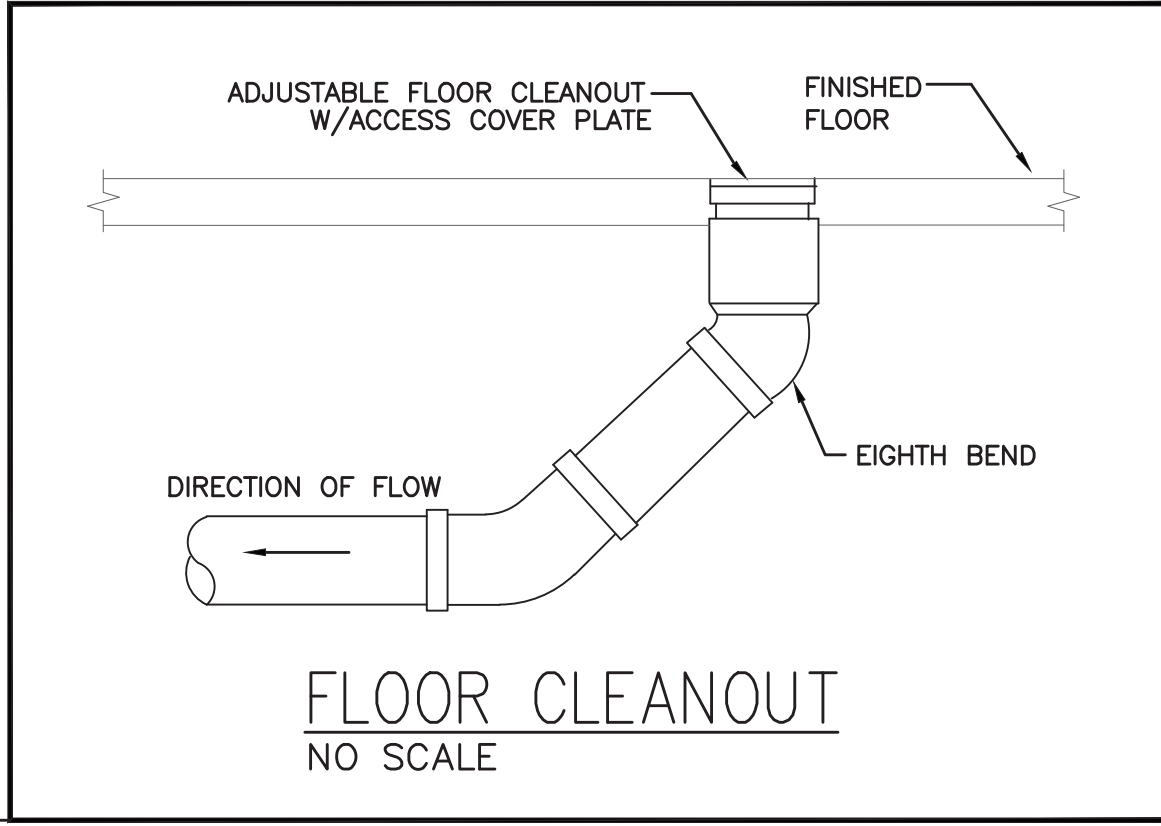 ADJUSTABLE FLOOR CLEANOUT
W/ACCESS COVER PLATE
FINISHED
FLOOR
EIGHTH BEND
DIRECTION OF FLOW
FLOOR CLEANOUT
NO SCALE